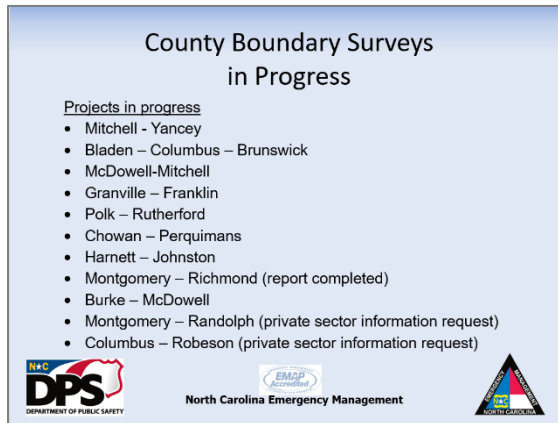 County Boundary Surveys
in Progress
Projects in progress
• Mitchell - Yancey
• Bladen – Columbus – Brunswick
• McDowell-Mitchell
• Granville – Franklin
• Polk – Rutherford
• Chowan – Perquimans
• Harnett – Johnston
• Montgomery – Richmond (report completed)
• Burke – McDowell
• Montgomery – Randolph (private sector information request)
• Columbus – Robeson (private sector information request)
N★C
DPS
DEPARTMENT OF PUBLIC SAFETY
EMAP
Accredited
North Carolina Emergency Management
EMERGENCY
MANAGEMENT
N★C
NORTH CAROLINA